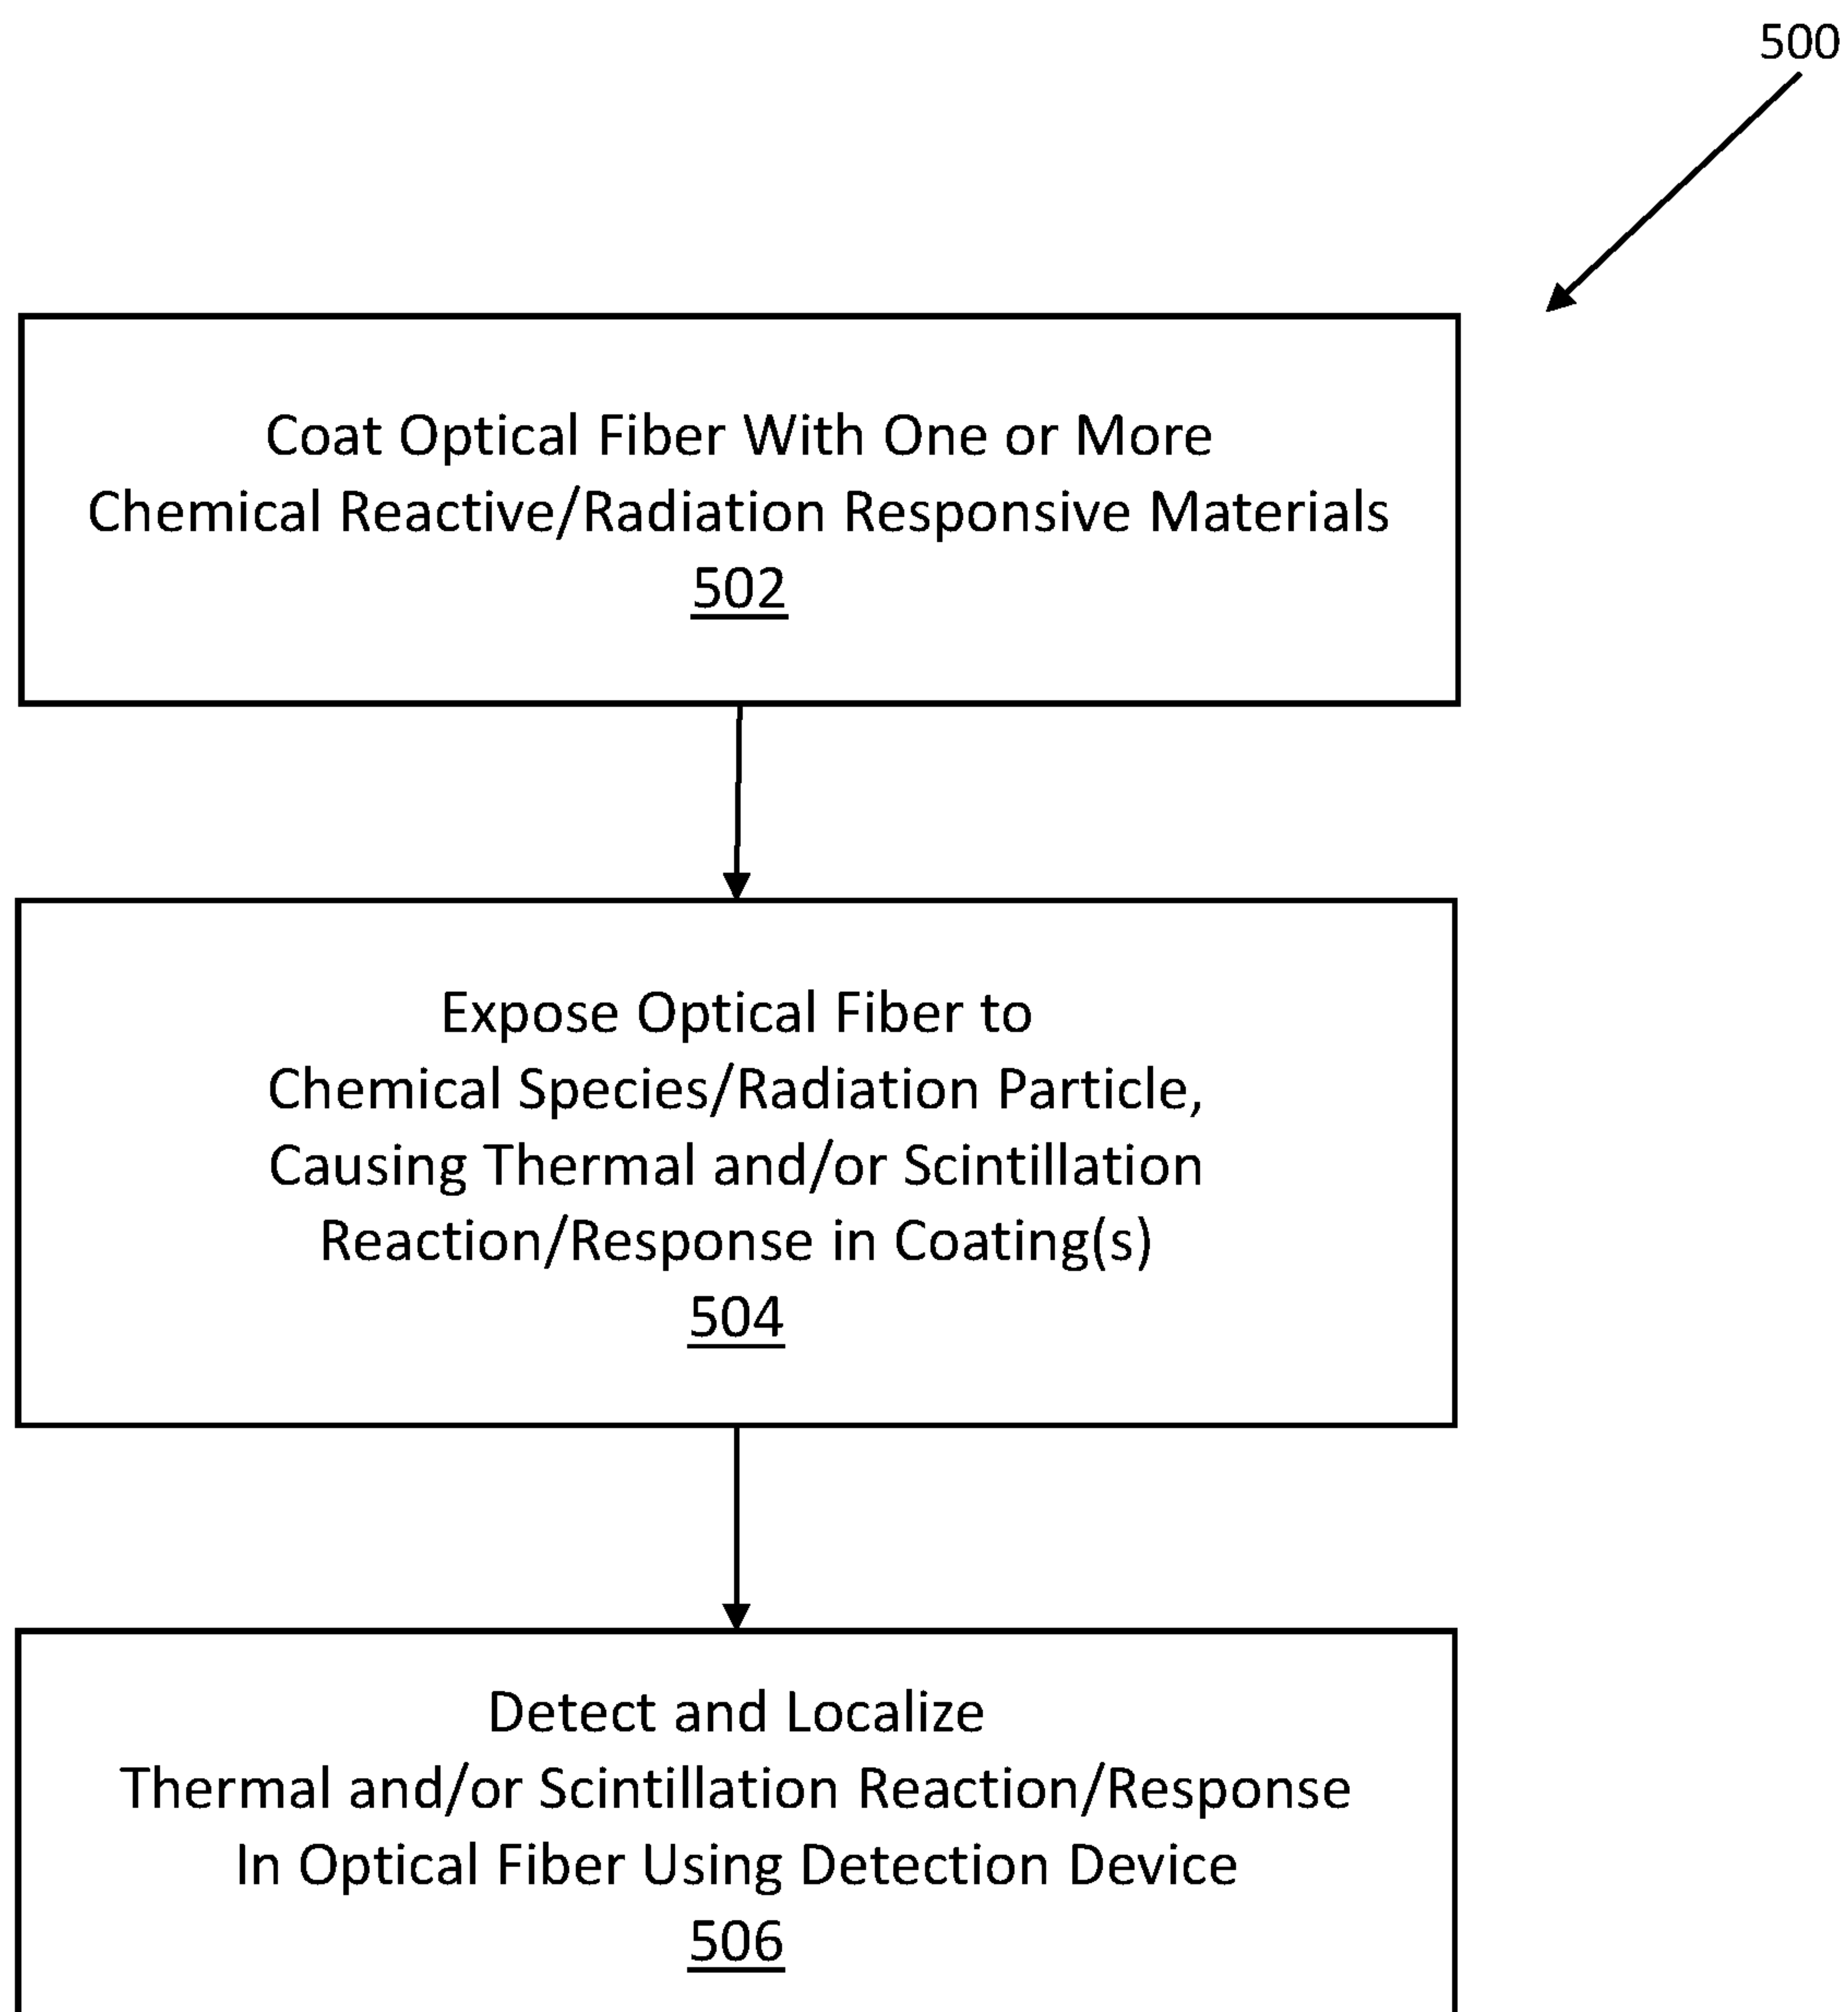 500
Coat Optical Fiber With One or More
Chemical Reactive/Radiation Responsive Materials
502
Expose Optical Fiber to
Chemical Species/Radiation Particle,
Causing Thermal and/or Scintillation
Reaction/Response in Coating(s)
504
Detect and Localize
Thermal and/or Scintillation Reaction/Response
In Optical Fiber Using Detection Device
506